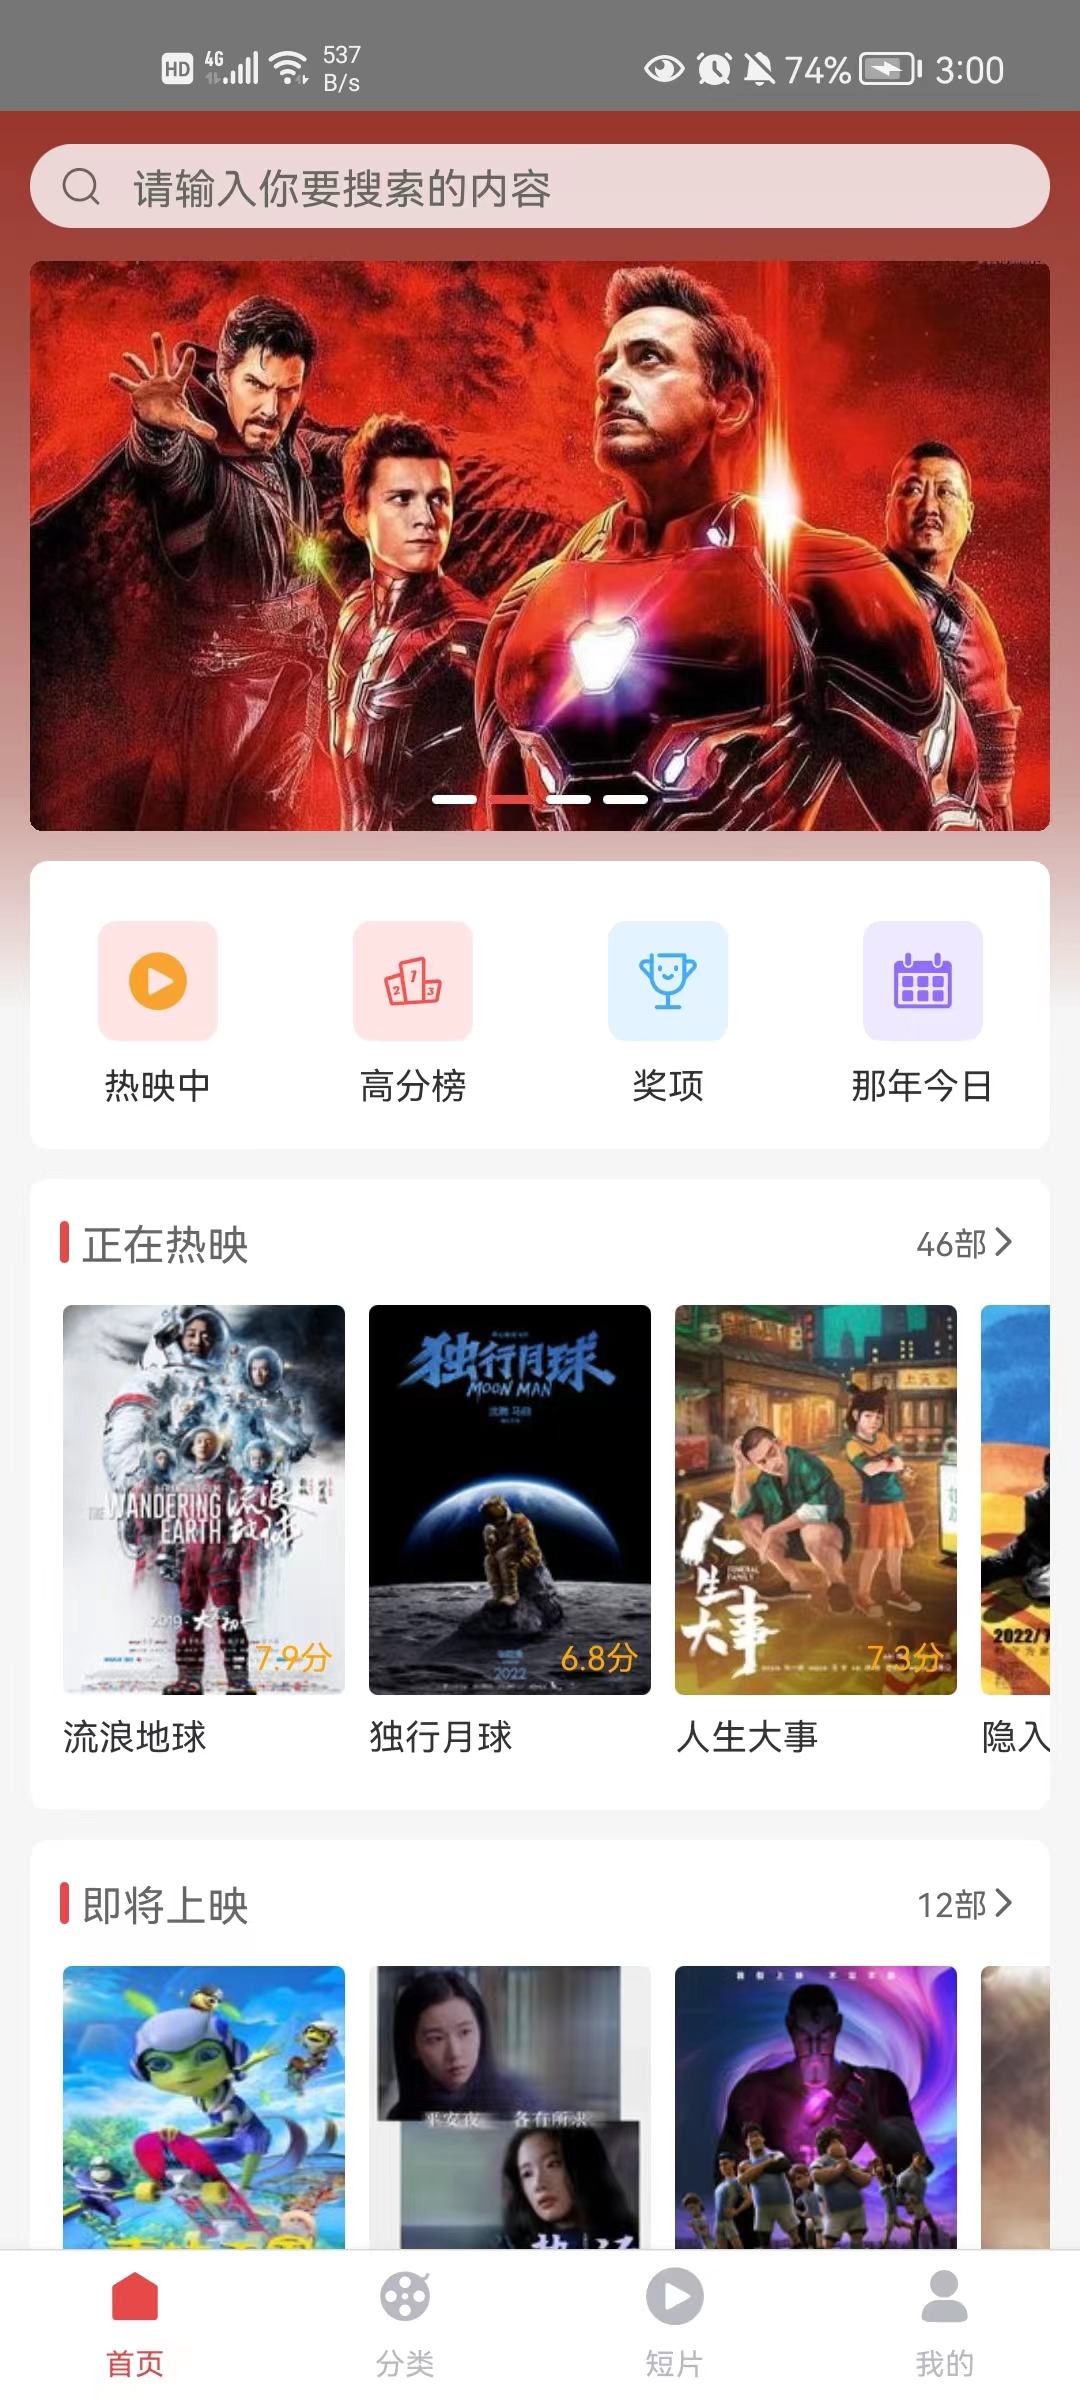 HD 4G 537 B/s 74% 3:00
请输入你要搜索的内容
热映中 高分榜 奖项 那年今日
正在热映 46部
THE WANDERING EARTH 流浪地球
2019·大年初一
7.9分
独行月球
MOON MAN
沈腾 马丽
2022
6.8分
人生大事
7.3分
2022/7
流浪地球 独行月球 人生大事 隐入
即将上映 12部
平安夜 各有所求
首页 分类 短片 我的